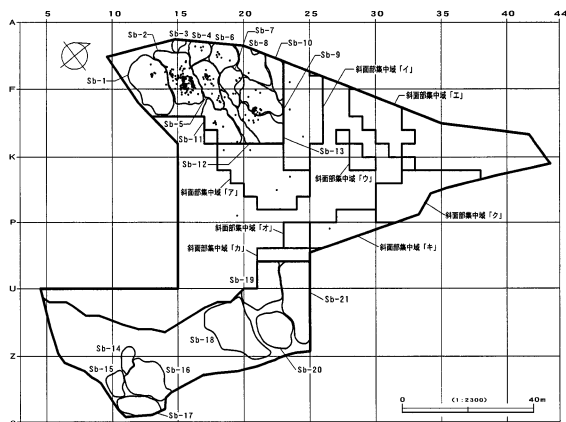 5 10 15 20 25 30 35 40 44
A
F
K
P
U
Z
Sb-1
Sb-2
Sb-3
Sb-4
Sb-6
Sb-7
Sb-8
Sb-10
Sb-9
斜面部集中域「イ」
斜面部集中域「エ」
Sb-5
Sb-11
Sb-13
Sb-12
斜面部集中域「ウ」
斜面部集中域「ア」
斜面部集中域「ク」
斜面部集中域「オ」
斜面部集中域「キ」
斜面部集中域「カ」
Sb-19
Sb-21
Sb-18
Sb-14
Sb-20
Sb-15
Sb-16
Sb-17
0 (1:2300) 40m